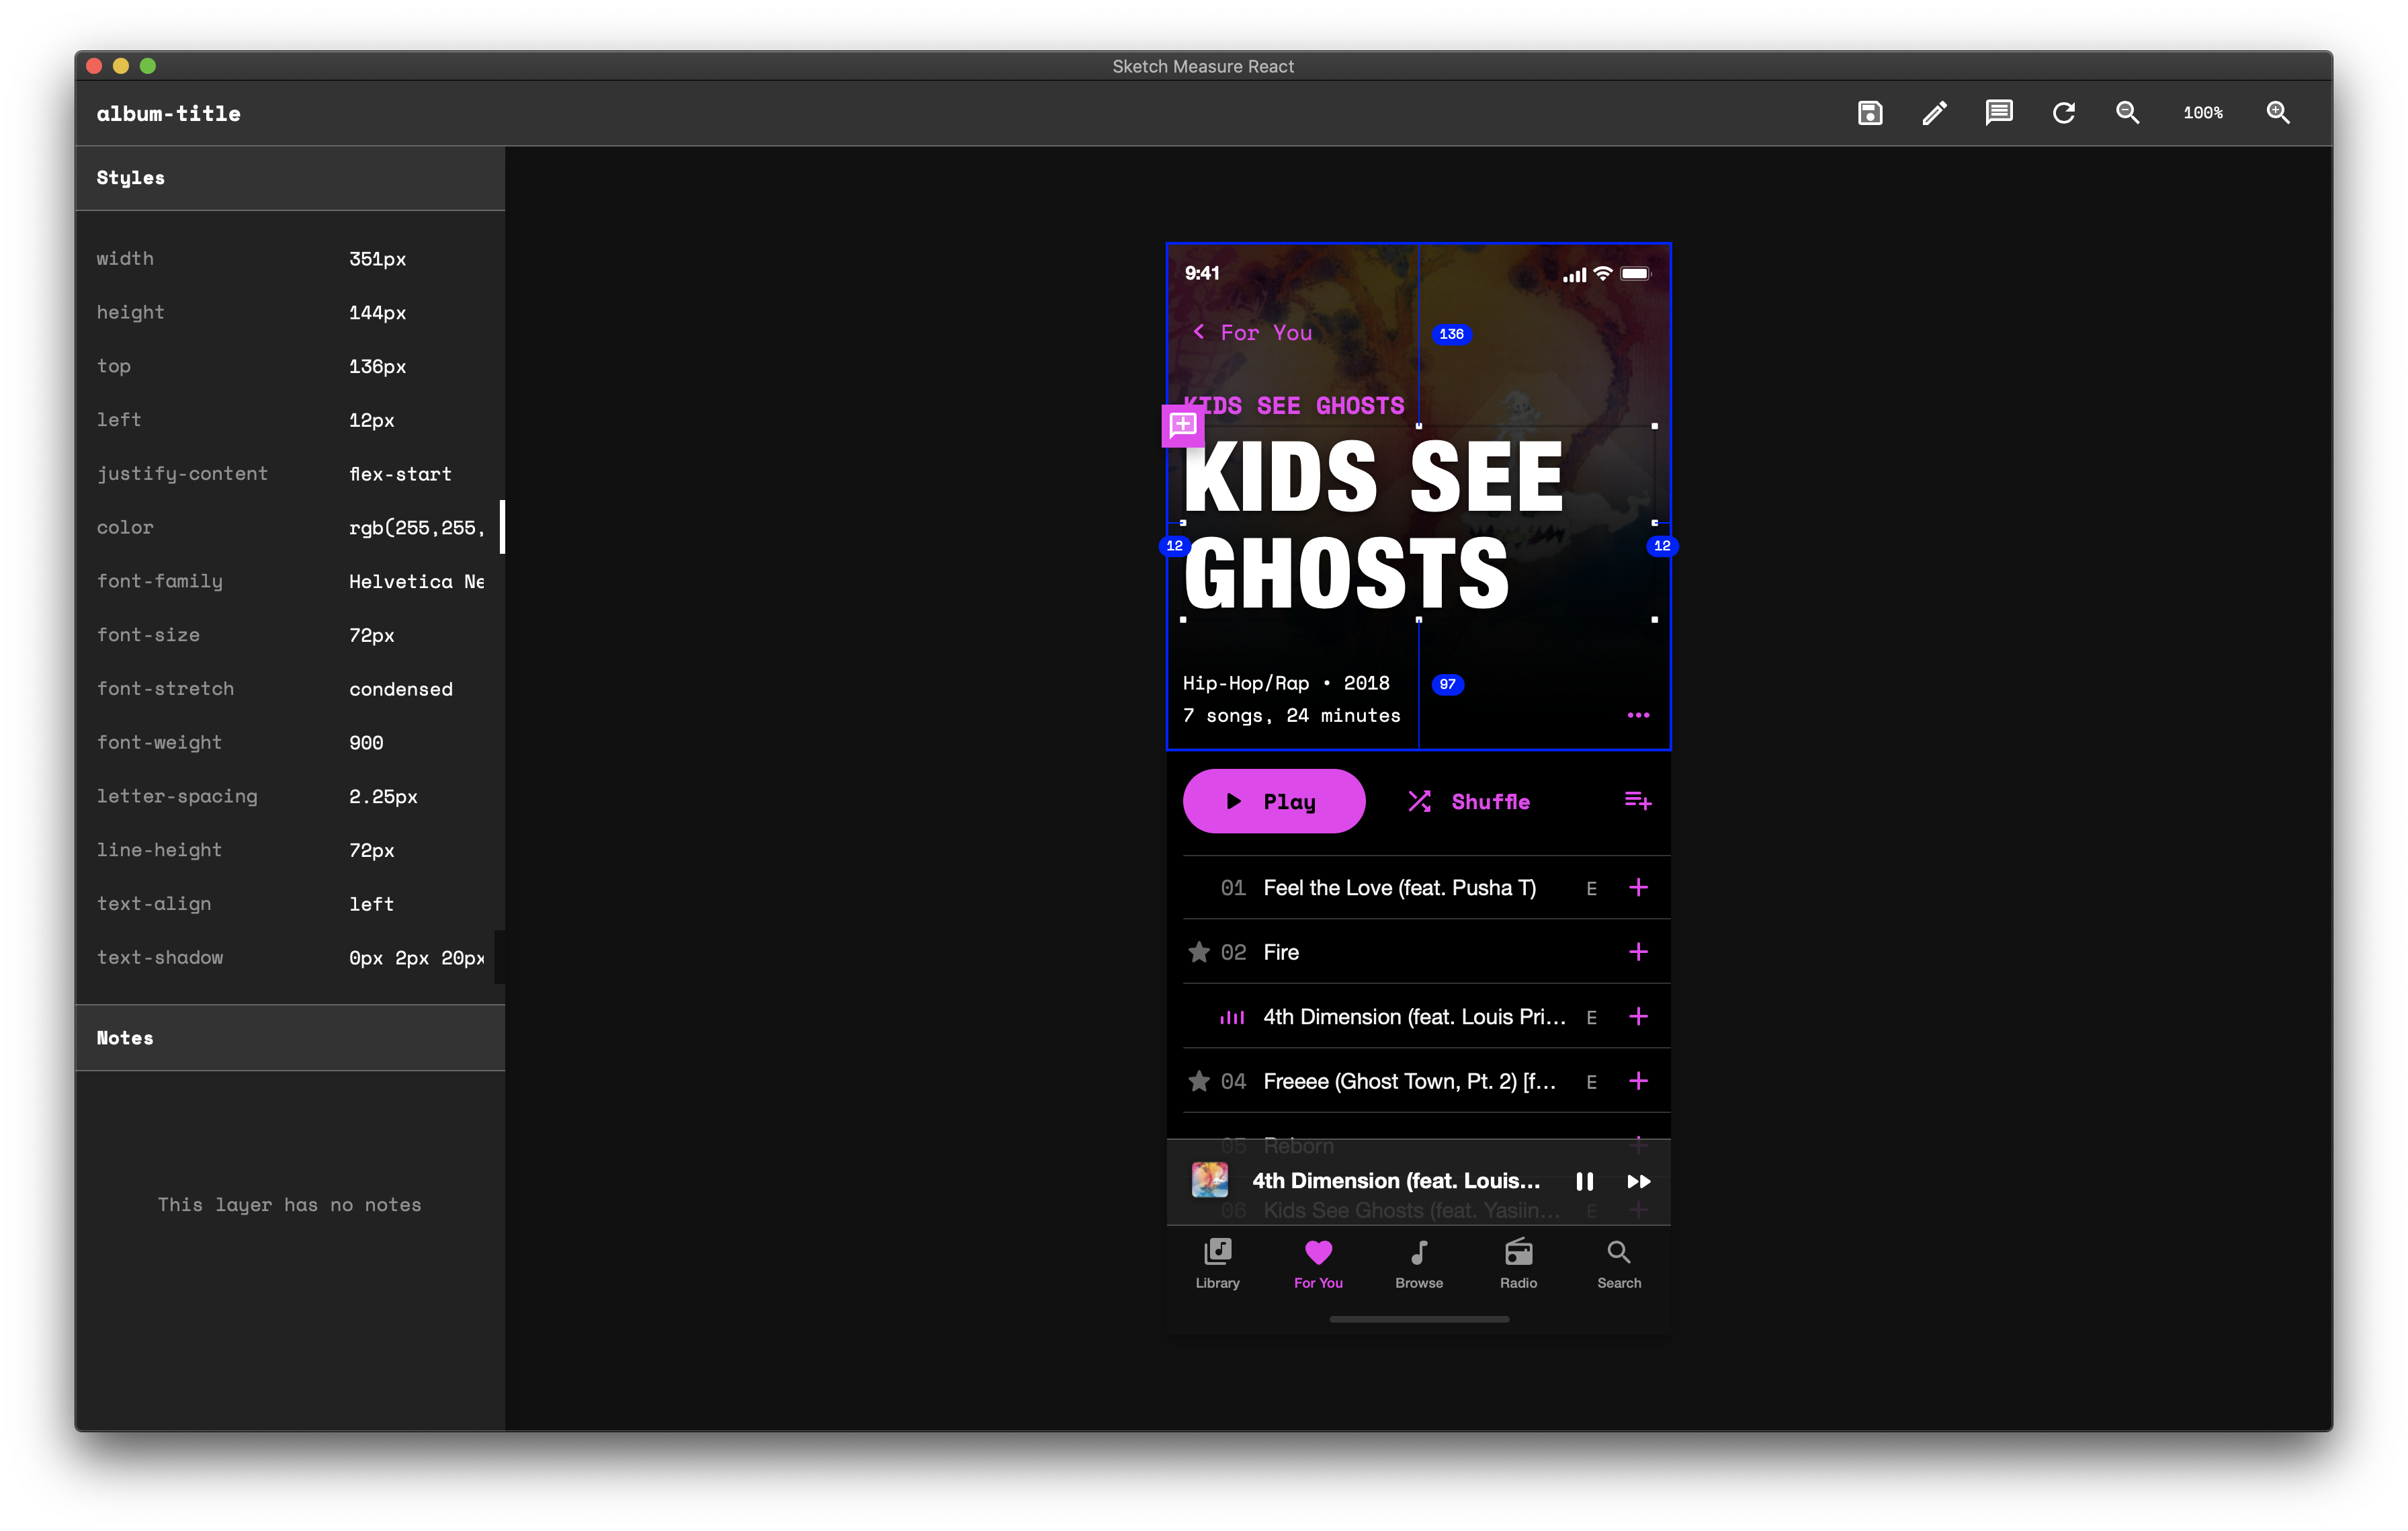 Sketch Measure React
album-title
100%
Styles
width 351px
height 144px
top 136px
left 12px
justify-content flex-start
color rgb(255,255,
font-family Helvetica Ne
font-size 72px
font-stretch condensed
font-weight 900
letter-spacing 2.25px
line-height 72px
text-align left
text-shadow 0px 2px 20px
Notes
This layer has no notes
9:41
For You
136
KIDS SEE GHOSTS
KIDS SEE
12
12
GHOSTS
Hip-Hop/Rap • 2018
97
7 songs, 24 minutes
Play
Shuffle
01 Feel the Love (feat. Pusha T) E
02 Fire
4th Dimension (feat. Louis Pri… E
04 Freeee (Ghost Town, Pt. 2) [f… E
05 Reborn
4th Dimension (feat. Louis…
06 Kids See Ghosts (feat. Yasiin… E
Library
For You
Browse
Radio
Search